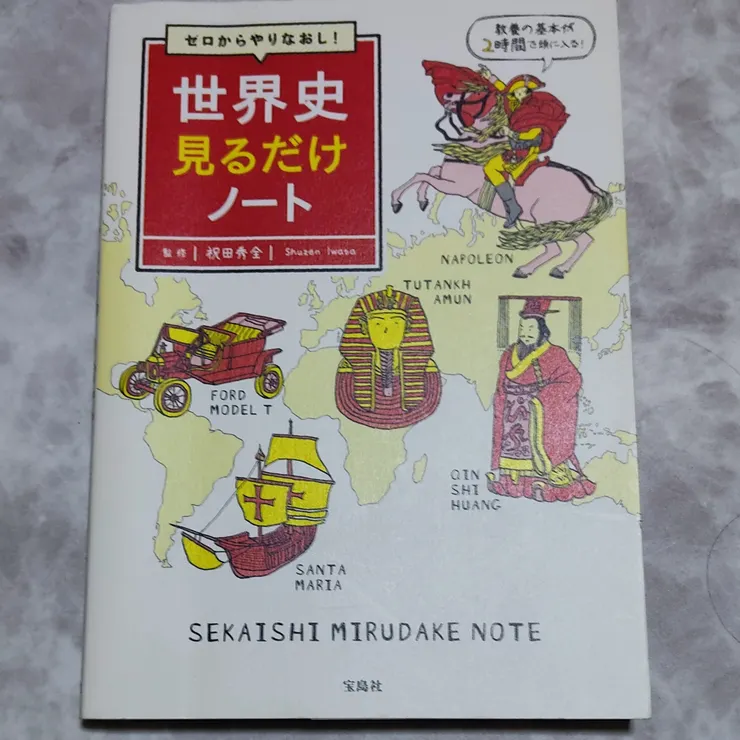 ゼロからやりなおし!
世界史
見るだけ
ノート
監修 | 祝田秀全 | Shuzen Iwata
教養の基本が
2時間で頭に入る!
NAPOLEON
TUTANKH
AMUN
FORD
MODEL T
QIN
SHI
HUANG
SANTA
MARIA
SEKAISHI MIRUDAKE NOTE
宝島社